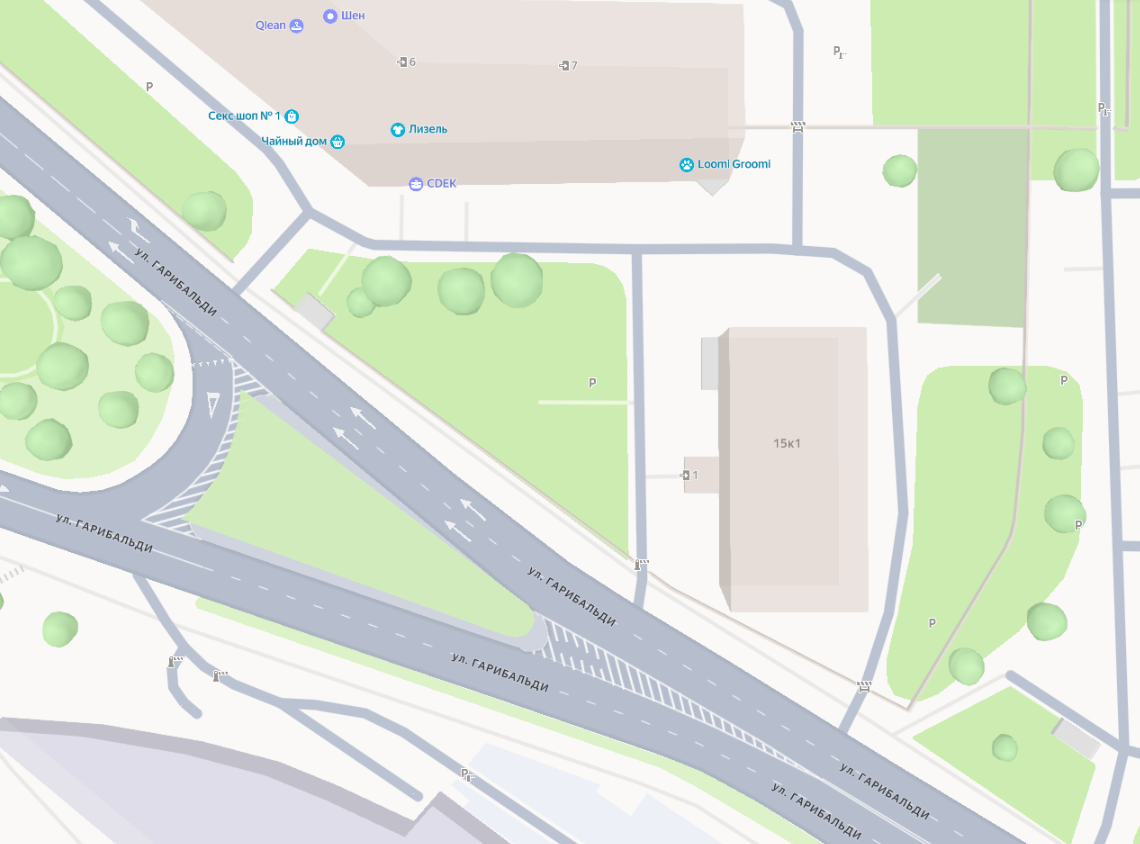 Шен
Qlean
6
7
P
P
P
Секс шоп № 1
Лизель
Чайный дом
Loomi Groomi
CDEK
ул. ГАРИБАЛЬДИ
P
P
15к1
1
P
ул. ГАРИБАЛЬДИ
ул. ГАРИБАЛЬДИ
P
ул. ГАРИБАЛЬДИ
P
ул. ГАРИБАЛЬДИ
ул. ГАРИБАЛЬДИ